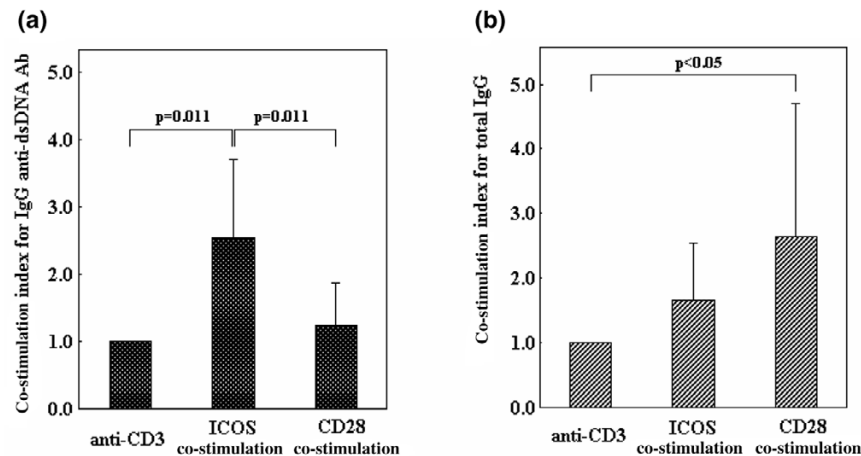 (a)
Co-stimulation index for IgG anti-dsDNA Ab
5.0
4.0
3.0
2.0
1.0
0.0
p=0.011
p=0.011
anti-CD3
ICOS
co-stimulation
CD28
co-stimulation
(b)
Co-stimulation index for total IgG
5.0
4.0
3.0
2.0
1.0
0.0
p<0.05
anti-CD3
ICOS
co-stimulation
CD28
co-stimulation